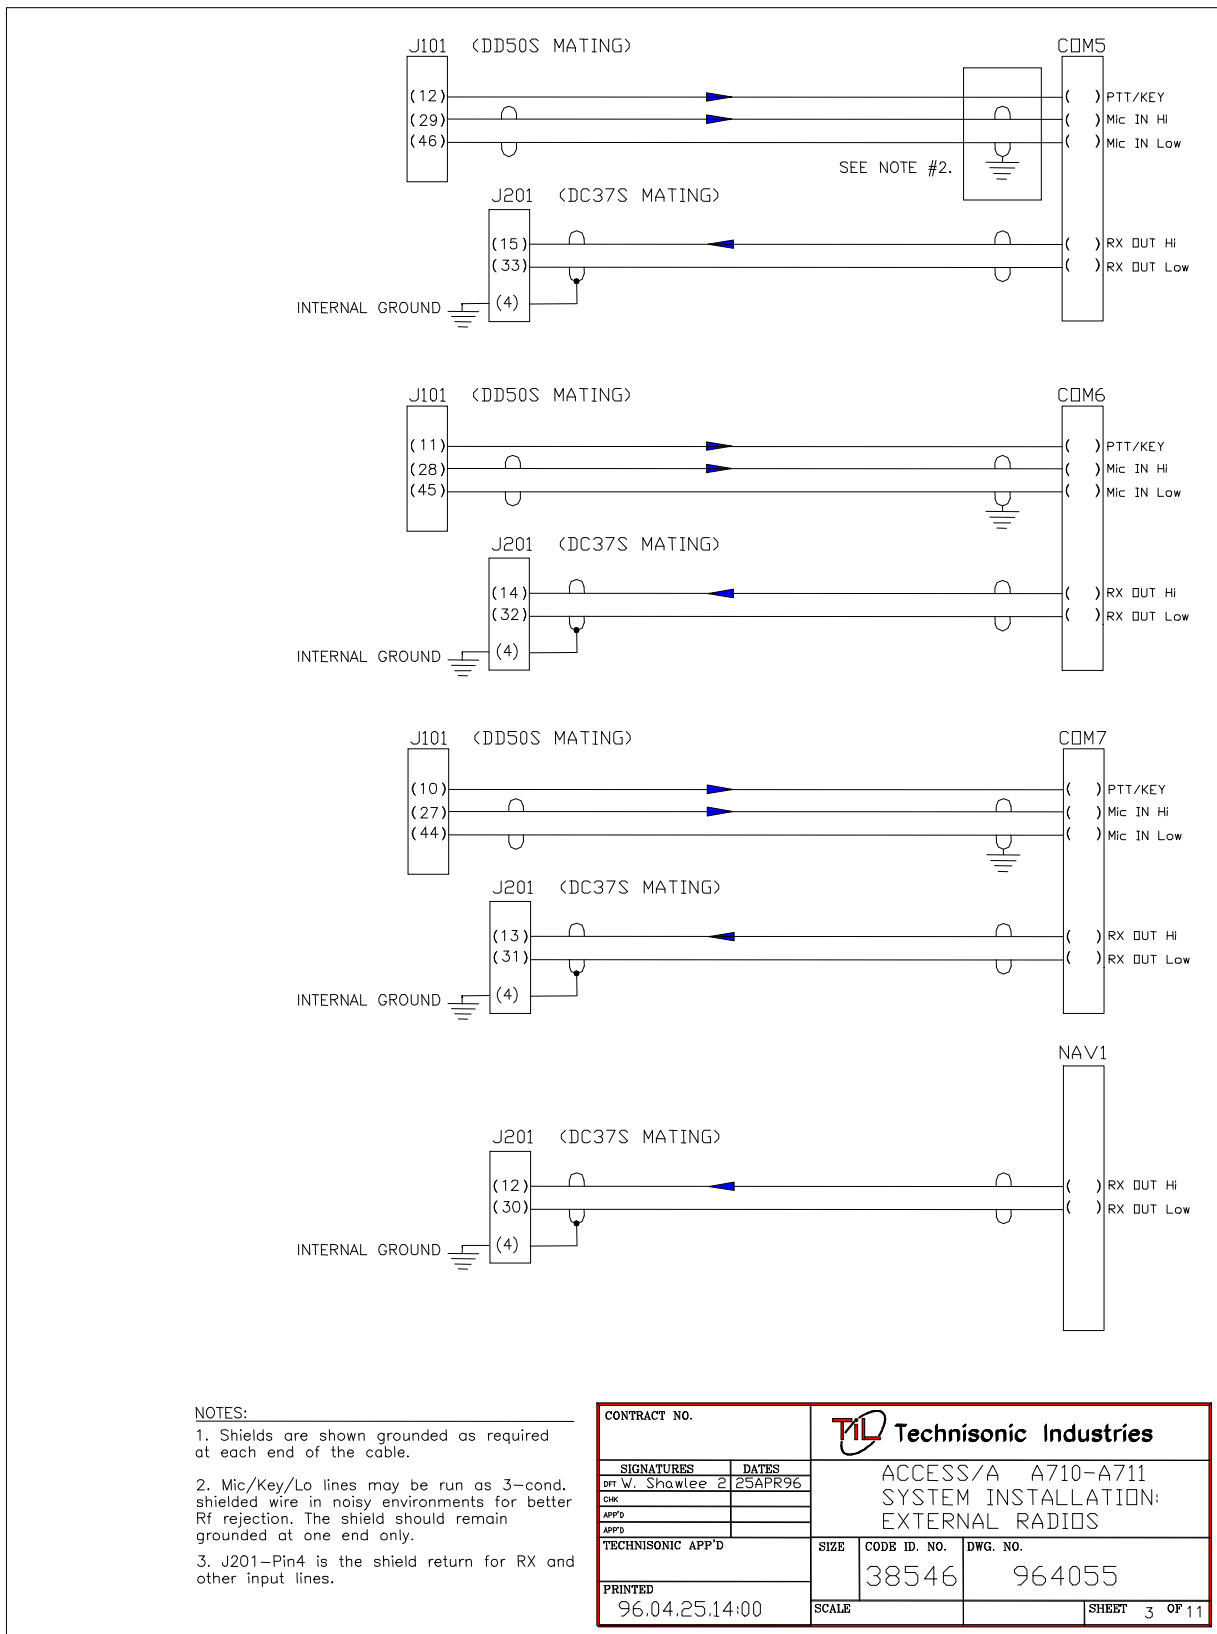 J101 (DD50S MATING) COM5
(12) ( ) PTT/KEY
(29) ( ) Mic IN Hi
(46) ( ) Mic IN Low
SEE NOTE #2.
J201 (DC37S MATING)
(15) ( ) RX OUT Hi
(33) ( ) RX OUT Low
INTERNAL GROUND (4)
J101 (DD50S MATING) COM6
(11) ( ) PTT/KEY
(28) ( ) Mic IN Hi
(45) ( ) Mic IN Low
J201 (DC37S MATING)
(14) ( ) RX OUT Hi
(32) ( ) RX OUT Low
INTERNAL GROUND (4)
J101 (DD50S MATING) COM7
(10) ( ) PTT/KEY
(27) ( ) Mic IN Hi
(44) ( ) Mic IN Low
J201 (DC37S MATING)
(13) ( ) RX OUT Hi
(31) ( ) RX OUT Low
INTERNAL GROUND (4)
NAV1
J201 (DC37S MATING)
(12) ( ) RX OUT Hi
(30) ( ) RX OUT Low
INTERNAL GROUND (4)
NOTES:
1. Shields are shown grounded as required
at each end of the cable.
2. Mic/Key/Lo lines may be run as 3-cond.
shielded wire in noisy environments for better
Rf rejection. The shield should remain
grounded at one end only.
3. J201-Pin4 is the shield return for RX and
other input lines.
CONTRACT NO.
TiL Technisonic Industries
SIGNATURES DATES
DFT W. Shawlee 2 25APR96
CHK
APP'D
APP'D
ACCESS/A A710-A711
SYSTEM INSTALLATION:
EXTERNAL RADIOS
TECHNISONIC APP'D
SIZE CODE ID. NO. DWG. NO.
38546 964055
PRINTED
96.04.25.14:00
SCALE SHEET 3 OF 11